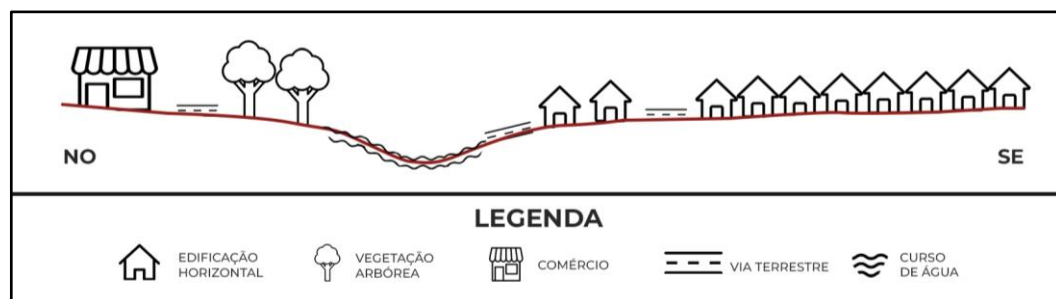 NO
SE
LEGENDA
EDIFICAÇÃO
HORIZONTAL
VEGETAÇÃO
ARBÓREA
COMÉRCIO
VIA TERRESTRE
CURSO
DE ÁGUA